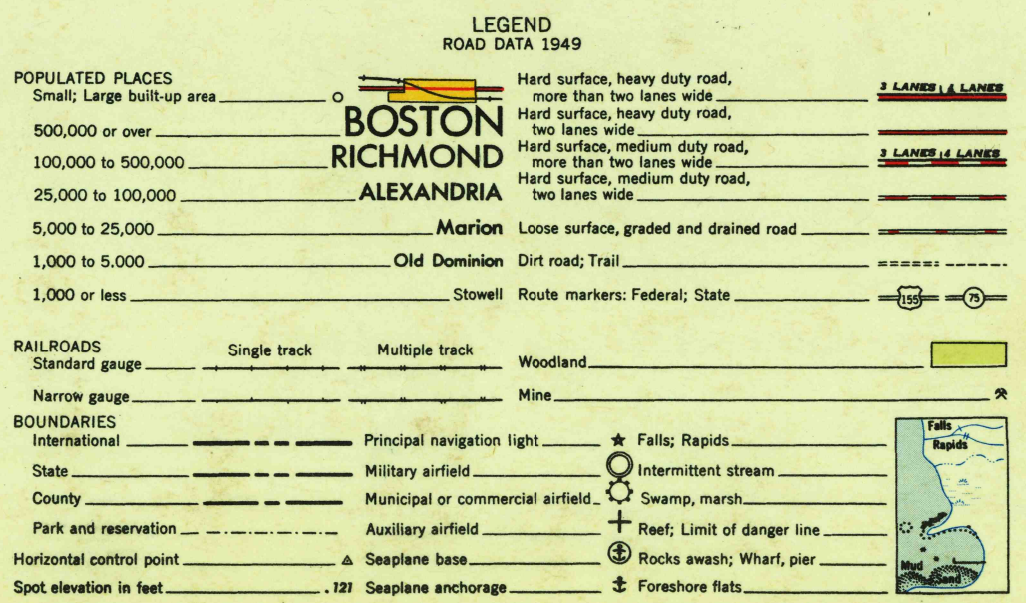 LEGEND
ROAD DATA 1949
POPULATED PLACES
Small; Large built-up area
500,000 or over BOSTON
100,000 to 500,000 RICHMOND
25,000 to 100,000 ALEXANDRIA
5,000 to 25,000 Marion
1,000 to 5.000 Old Dominion
1,000 or less Stowell
Hard surface, heavy duty road,
more than two lanes wide 3 LANES 4 LANES
Hard surface, heavy duty road,
two lanes wide
Hard surface, medium duty road,
more than two lanes wide 3 LANES 4 LANES
Hard surface, medium duty road,
two lanes wide
Loose surface, graded and drained road
Dirt road; Trail
Route markers: Federal; State 155 75
RAILROADS Single track Multiple track
Standard gauge
Narrow gauge
Woodland
Mine
BOUNDARIES
International
State
County
Park and reservation
Horizontal control point
Spot elevation in feet .121
Principal navigation light
Military airfield
Municipal or commercial airfield
Auxiliary airfield
Seaplane base
Seaplane anchorage
Falls; Rapids
Intermittent stream
Swamp, marsh
Reef; Limit of danger line
Rocks awash; Wharf, pier
Foreshore flats
Falls
Rapids
Mud
Sand